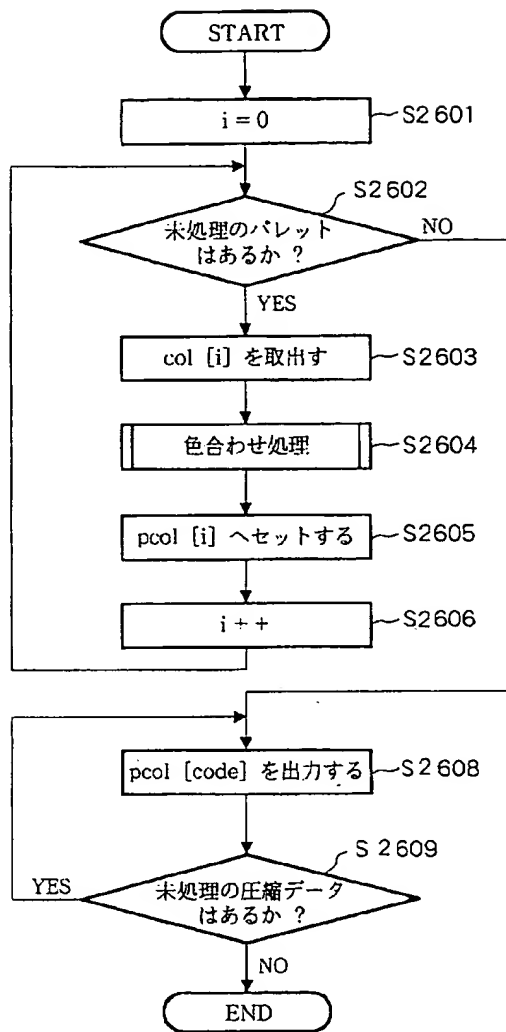 START
i = 0
S2601
S2602
未処理のパレット
はあるか ?
NO
YES
col [i] を取出す
S2603
色合わせ処理
S2604
pcol [i] へセットする
S2605
i + +
S2606
pcol [code] を出力する
S2608
S2609
YES
未処理の圧縮データ
はあるか ?
NO
END